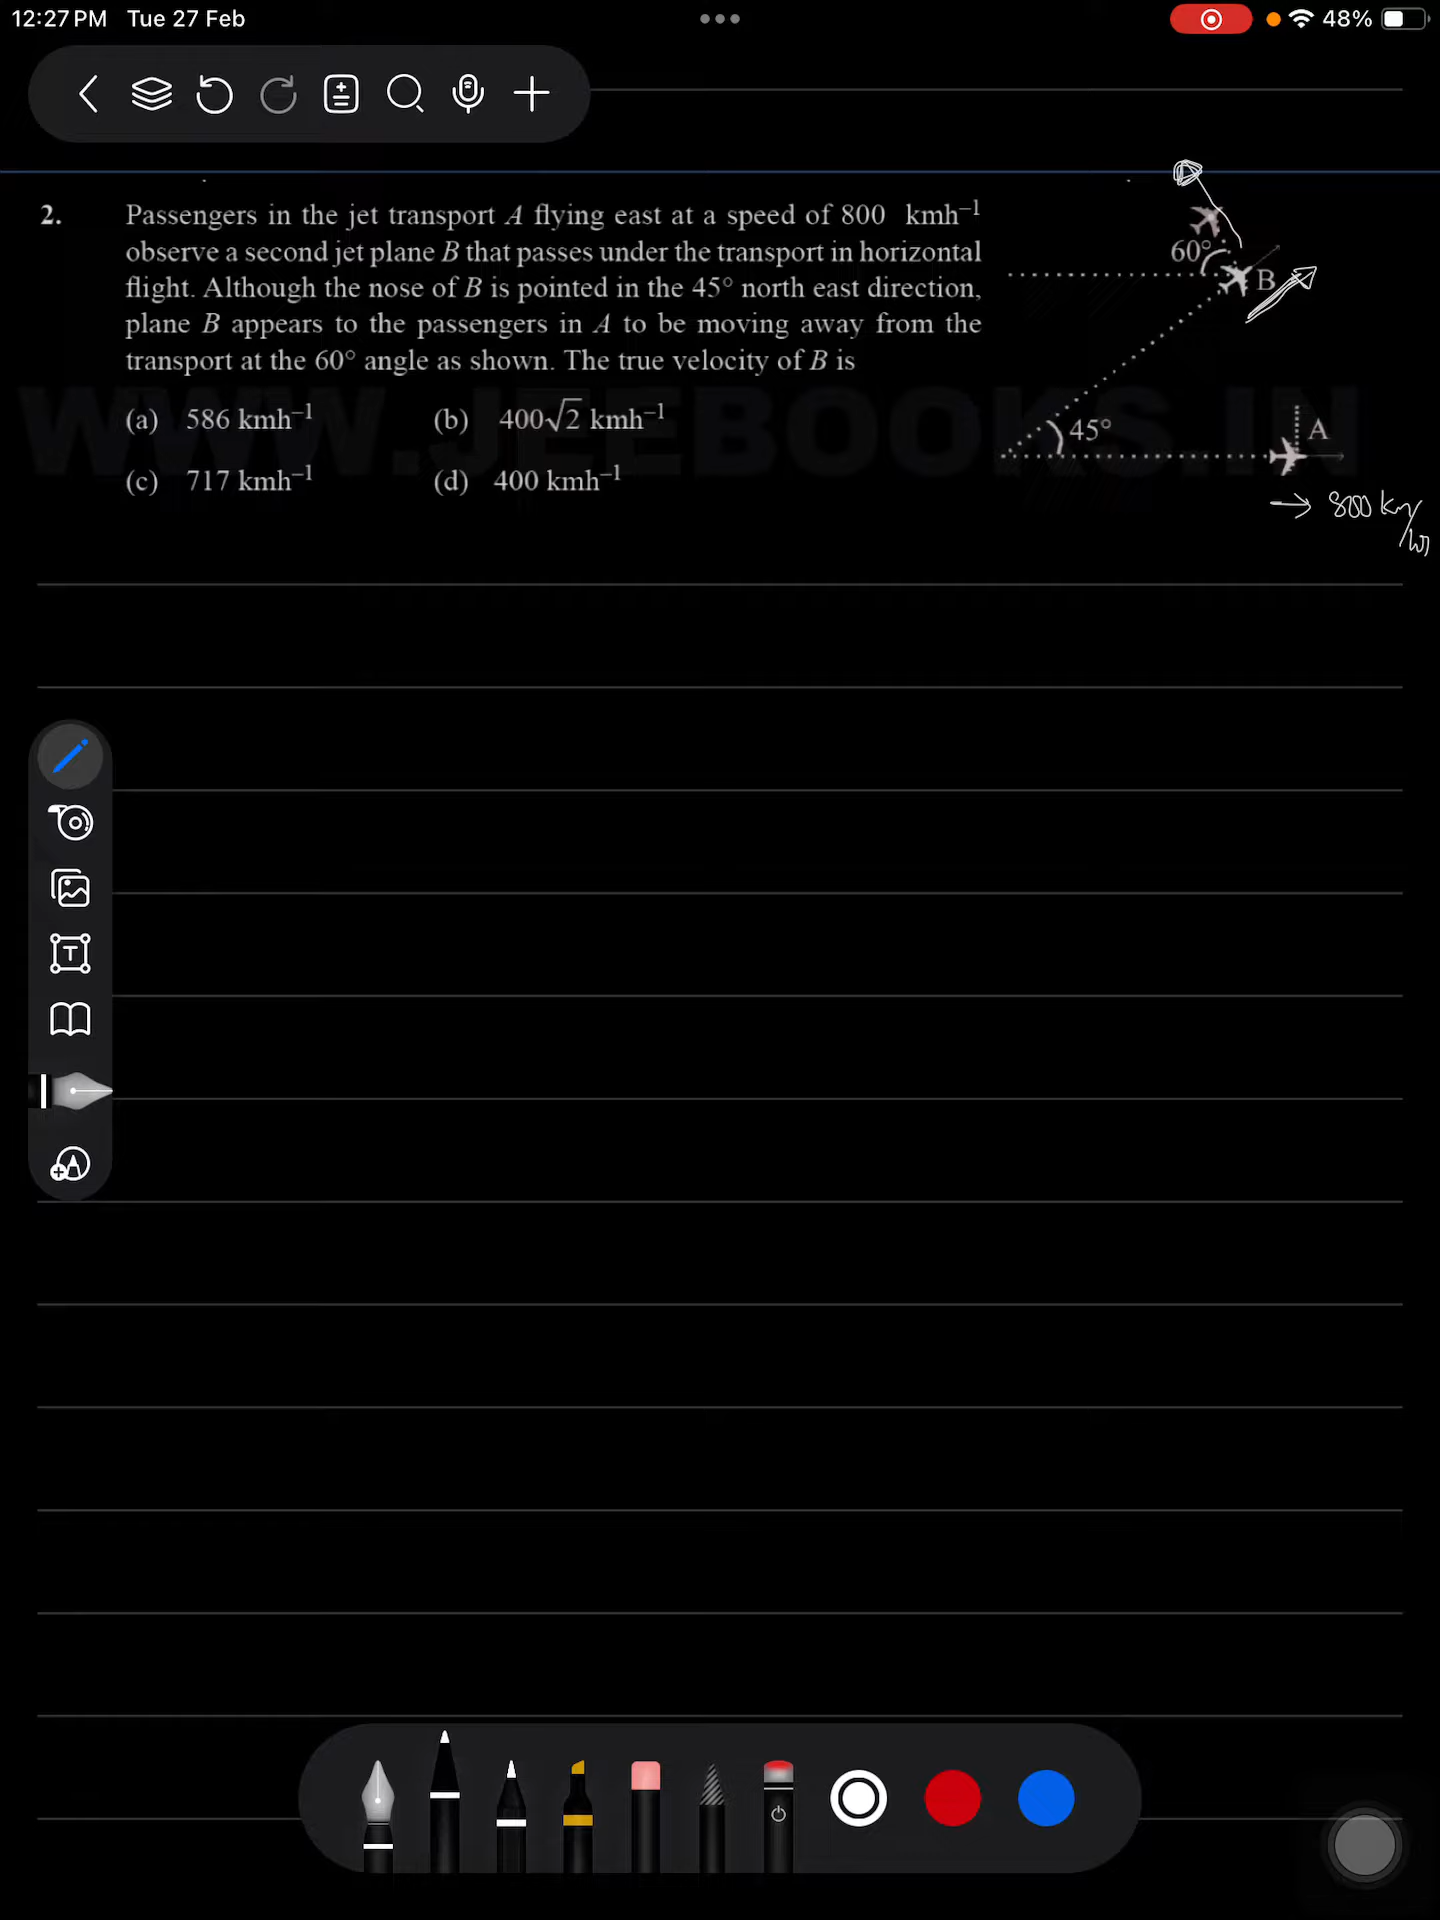 12:27 PM Tue 27 Feb
48%
2. Passengers in the jet transport A flying east at a speed of 800 kmh⁻¹
observe a second jet plane B that passes under the transport in horizontal
flight. Although the nose of B is pointed in the 45° north east direction,
plane B appears to the passengers in A to be moving away from the
transport at the 60° angle as shown. The true velocity of B is
(a) 586 kmh⁻¹ (b) 400√2 kmh⁻¹
(c) 717 kmh⁻¹ (d) 400 kmh⁻¹
60°
B
45°
A
→ 800 km/hr
WWW.JEEBOOKS.IN